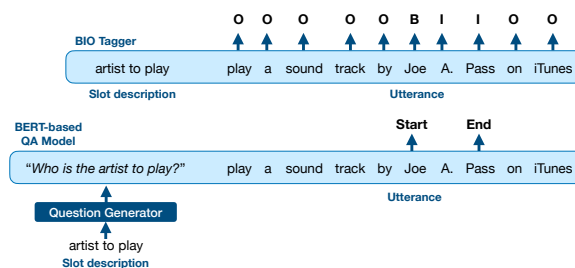 O O O O O B I I O O
BIO Tagger
artist to play play a sound track by Joe A. Pass on iTunes
Slot description Utterance
BERT-based
QA Model
Start End
“Who is the artist to play?” play a sound track by Joe A. Pass on iTunes
Utterance
Question Generator
artist to play
Slot description